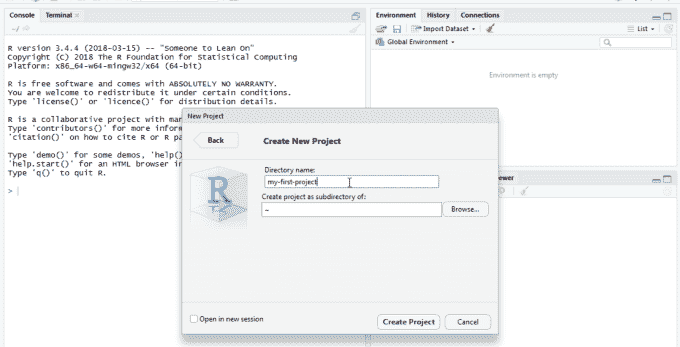 Console Terminal ×
~/
R version 3.4.4 (2018-03-15) -- "Someone to Lean On"
Copyright (C) 2018 The R Foundation for Statistical Computing
Platform: x86_64-w64-mingw32/x64 (64-bit)
R is free software and comes with ABSOLUTELY NO WARRANTY.
You are welcome to redistribute it under certain conditions.
Type 'license()' or 'licence()' for distribution details.
R is a collaborative project with
Type 'contributors()' for more
'citation()' on how to cite R or R
Type 'demo()' for some demos, 'help()
'help.start()' for an HTML browser
Type 'q()' to quit R.
>
Environment History Connections
Import Dataset
List
Global Environment
Environment is empty
New Project
Back
Create New Project
R
Directory name:
my-first-project
Create project as subdirectory of:
~
Browse...
Open in new session
Create Project
Cancel